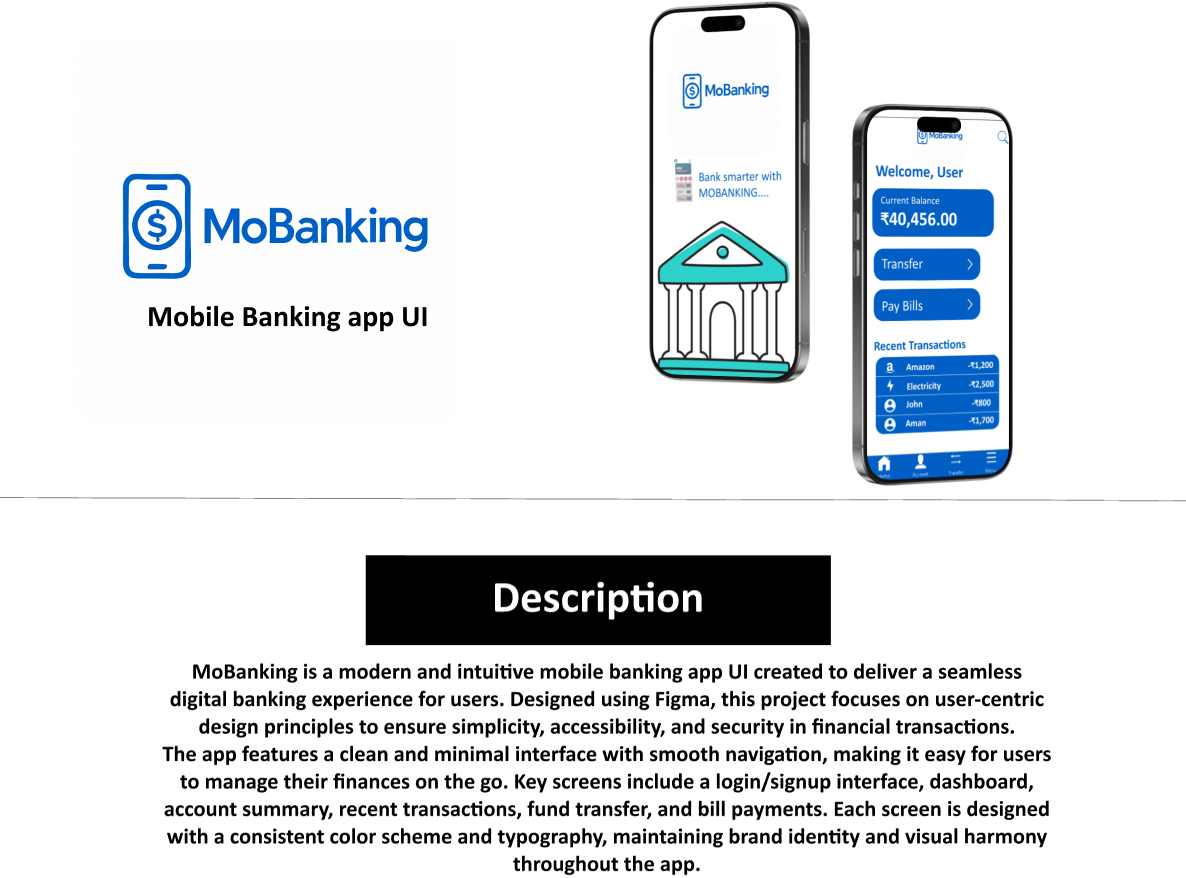 MoBanking
Mobile Banking app UI
MoBanking
Bank smarter with
MOBANKING....
MoBanking
Welcome, User
Current Balance
₹40,456.00
Transfer
Pay Bills
Recent Transactions
Amazon -₹1,200
Electricity -₹2,500
John -₹800
Aman -₹1,700
Home Account Transfer Menu
Description
MoBanking is a modern and intuitive mobile banking app UI created to deliver a seamless
digital banking experience for users. Designed using Figma, this project focuses on user-centric
design principles to ensure simplicity, accessibility, and security in financial transactions.
The app features a clean and minimal interface with smooth navigation, making it easy for users
to manage their finances on the go. Key screens include a login/signup interface, dashboard,
account summary, recent transactions, fund transfer, and bill payments. Each screen is designed
with a consistent color scheme and typography, maintaining brand identity and visual harmony
throughout the app.